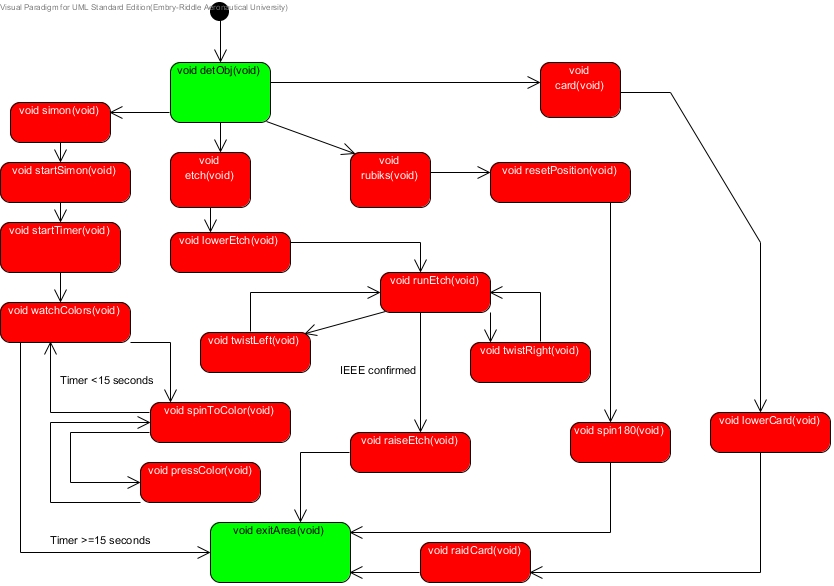 Visual Paradigm for UML Standard Edition(Embry-Riddle Aeronautical University)
void detObj(void)
void
card(void)
void simon(void)
void
etch(void)
void
rubiks(void)
void startSimon(void)
void resetPosition(void)
void startTimer(void)
void lowerEtch(void)
void runEtch(void)
void watchColors(void)
void twistLeft(void)
void twistRight(void)
IEEE confirmed
Timer <15 seconds
void spinToColor(void)
void lowerCard(void)
void spin180(void)
void raiseEtch(void)
void pressColor(void)
void exitArea(void)
Timer >=15 seconds
void raidCard(void)